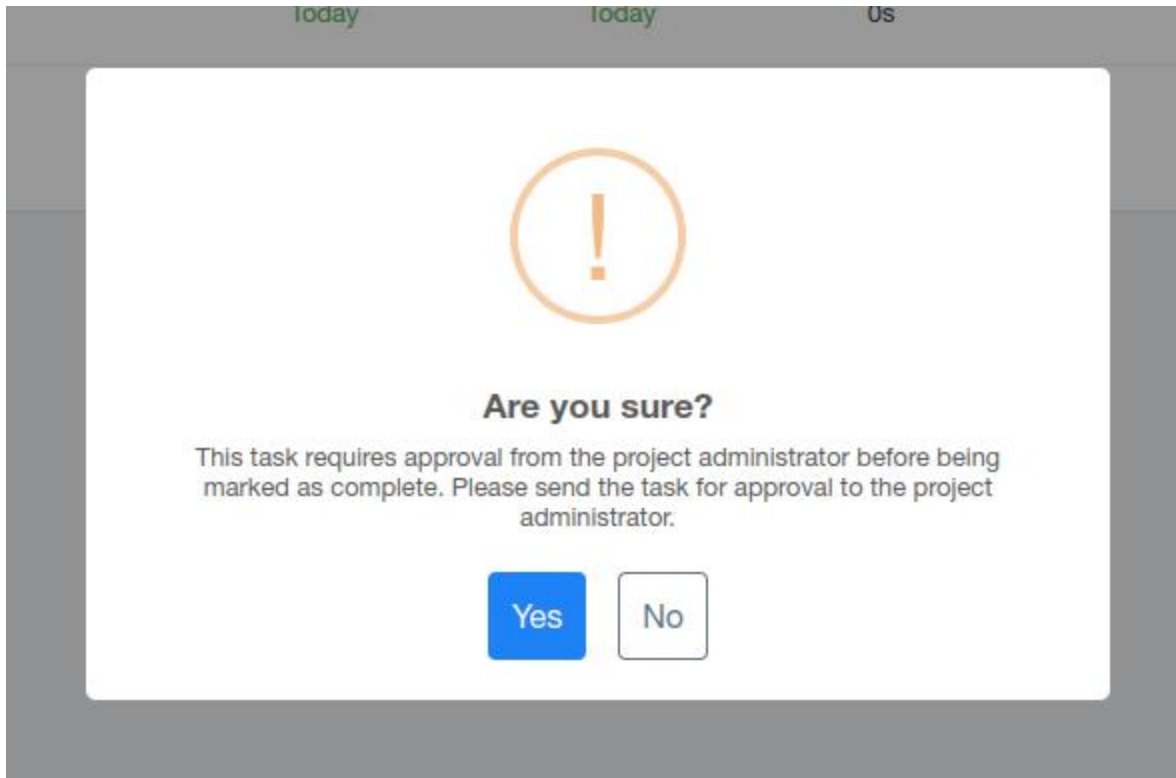 Today Today 0s
!
Are you sure?
This task requires approval from the project administrator before being
marked as complete. Please send the task for approval to the project
administrator.
Yes No